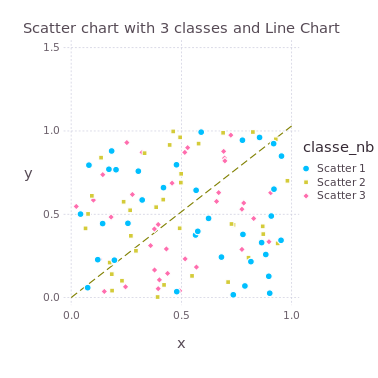 Scatter chart with 3 classes and Line Chart
1.5
1.0
y
0.5
0.0
0.0
0.5
1.0
x
classe_nb
Scatter 1
Scatter 2
Scatter 3